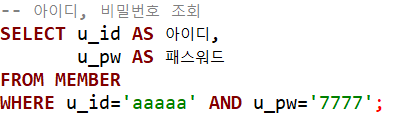 -- 아이디, 비밀번호 조회
SELECT u_id AS 아이디,
u_pw AS 패스워드
FROM MEMBER
WHERE u_id='aaaaa' AND u_pw='7777';